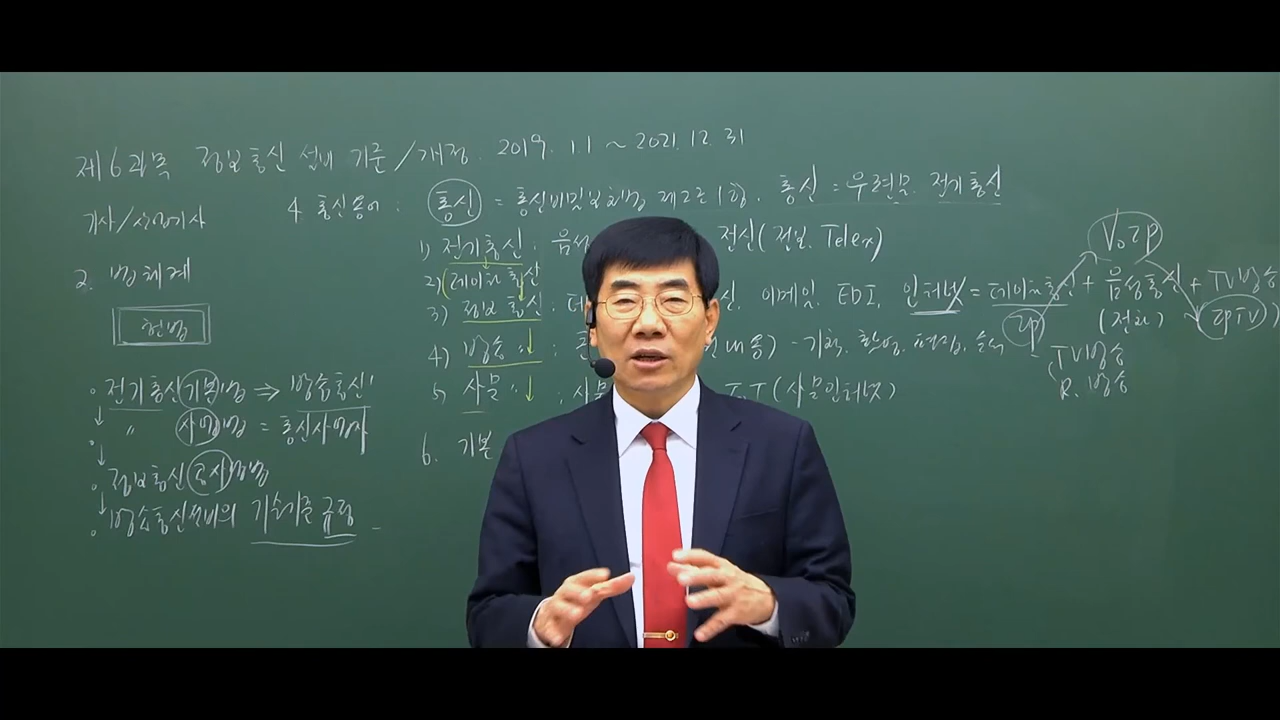 제6과목 정보통신 설비 기준/개정. 2019. 1.1 ~ 2021. 12. 31
기사/산업기사
4. 통신용어 : 통신 = 통신비밀보호법 제2조 1항. 통신 = 우편물. 전기통신
2. 법체계
헌법
• 전기통신기본법 ⇒ 방송통신"
↓ " 사업법 = 통신사업자
• 정보통신공사업법
• 방송통신설비의 기술기준 규정
1) 전기통신 : 음성 전신(전보. Telex)
2) (데이터통신
3) 정보통신 : 데 신, 이메일. EDI, 인터넷 = 데이터통신 + 음성통신 + TV방송
(전화)
4) 방송 " : 송) - 기획. 편성.
5) 사물 " : 사물 I.T (사물인터넷)
6. 기본
VoIP
IP
(IPTV)
TV방송
R. 방송